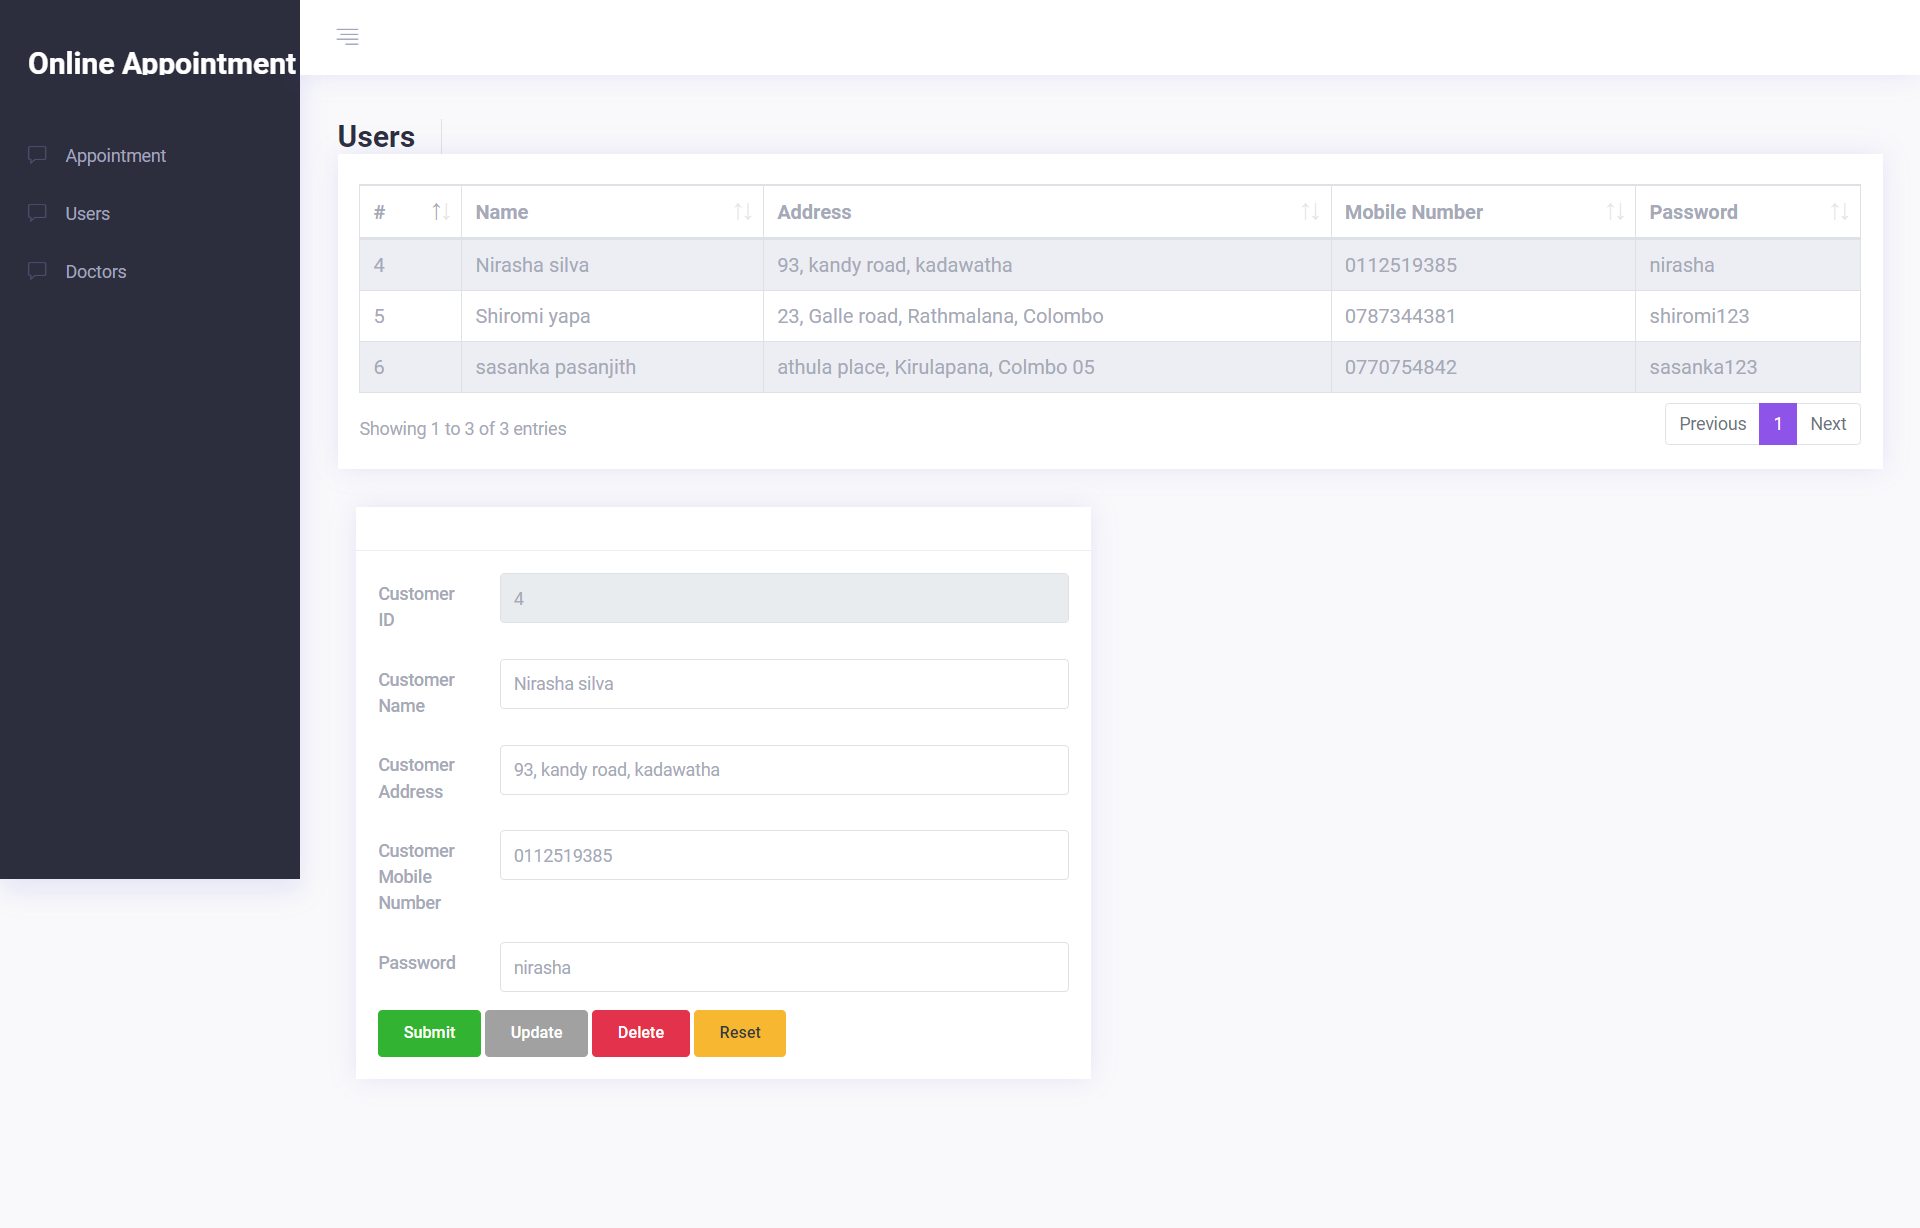 Online Appointment
Appointment
Users
Doctors
Users
# Name Address Mobile Number Password
4 Nirasha silva 93, kandy road, kadawatha 0112519385 nirasha
5 Shiromi yapa 23, Galle road, Rathmalana, Colombo 0787344381 shiromi123
6 sasanka pasanjith athula place, Kirulapana, Colmbo 05 0770754842 sasanka123
Showing 1 to 3 of 3 entries
Previous 1 Next
Customer
ID
4
Customer
Name
Nirasha silva
Customer
Address
93, kandy road, kadawatha
Customer
Mobile
Number
0112519385
Password
nirasha
Submit Update Delete Reset